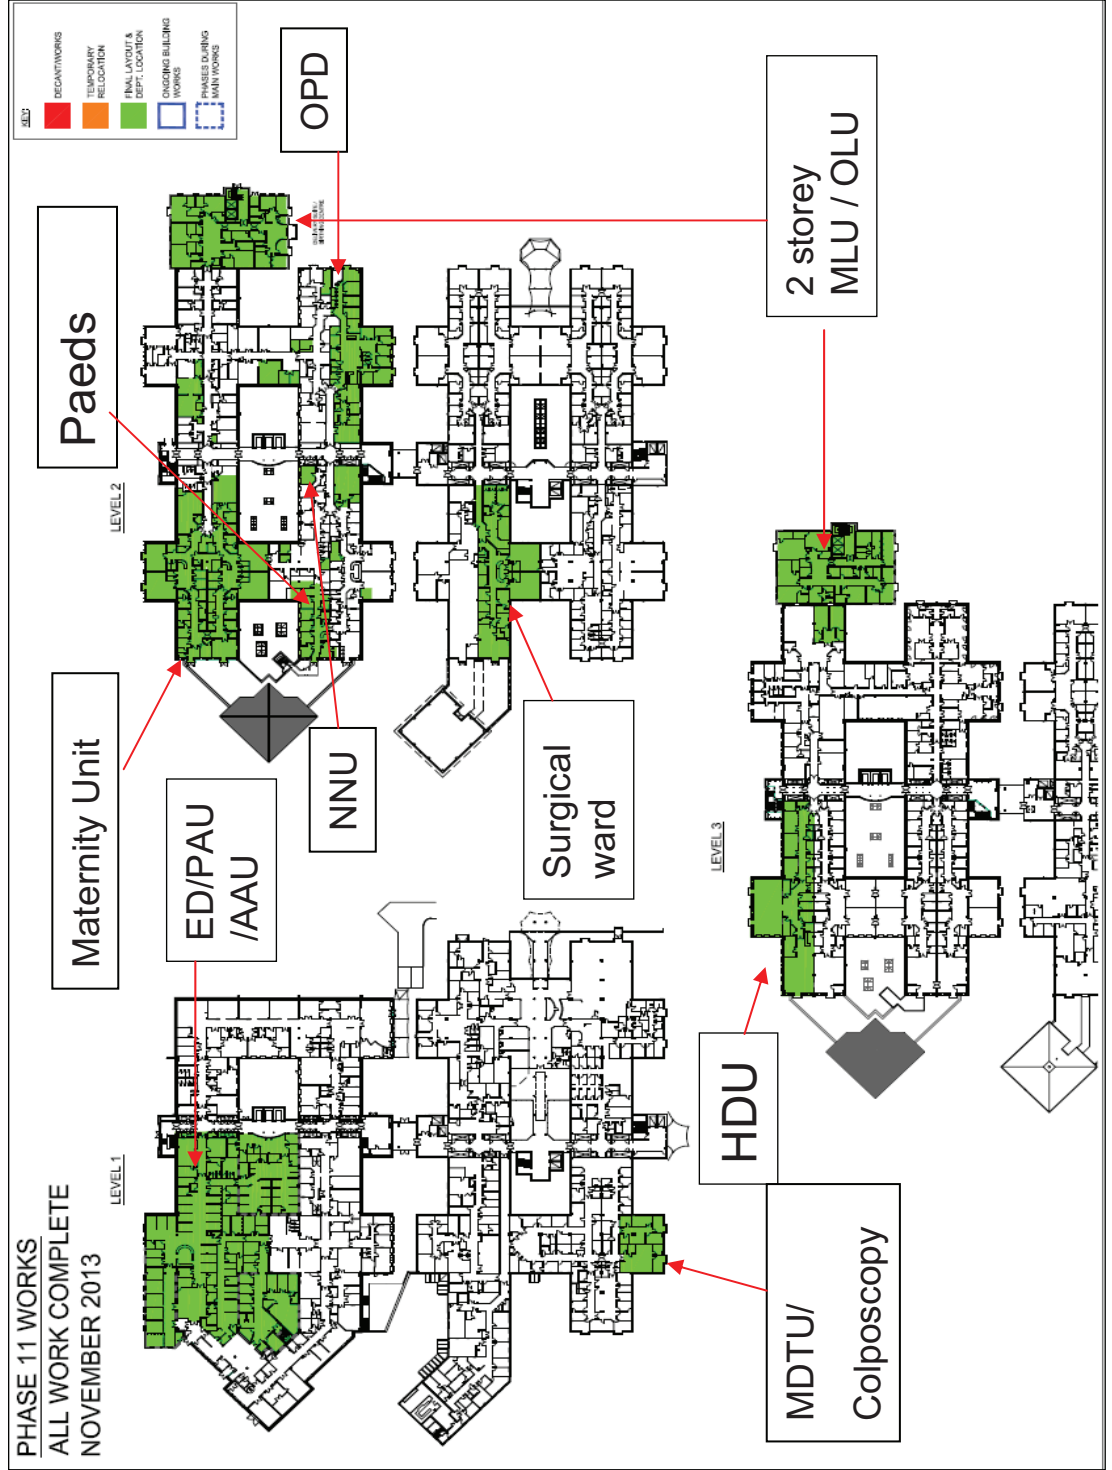 PHASE 11 WORKS
ALL WORK COMPLETE
NOVEMBER 2013
LEVEL 1
ED/PAU
/AAU
MDTU/
Colposcopy
Maternity Unit
LEVEL 2
Paeds
NNU
OPD
Surgical
ward
2 storey
MLU / OLU
LEVEL 3
HDU
KEY:
DECANT/WORKS
TEMPORARY
RELOCATION
FINAL LAYOUT &
DEPT. LOCATION
ONGOING BUILDING
WORKS
PHASES DURING
MAIN WORKS